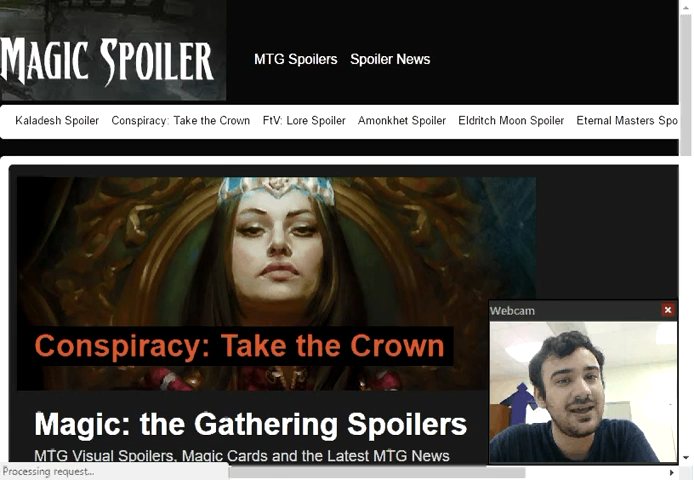 MAGIC SPOILER
MTG Spoilers Spoiler News
Kaladesh Spoiler Conspiracy: Take the Crown FtV: Lore Spoiler Amonkhet Spoiler Eldritch Moon Spoiler Eternal Masters Spo
Conspiracy: Take the Crown
Webcam
Magic: the Gathering Spoilers
MTG Visual Spoilers, Magic Cards and the Latest MTG News
Processing request...